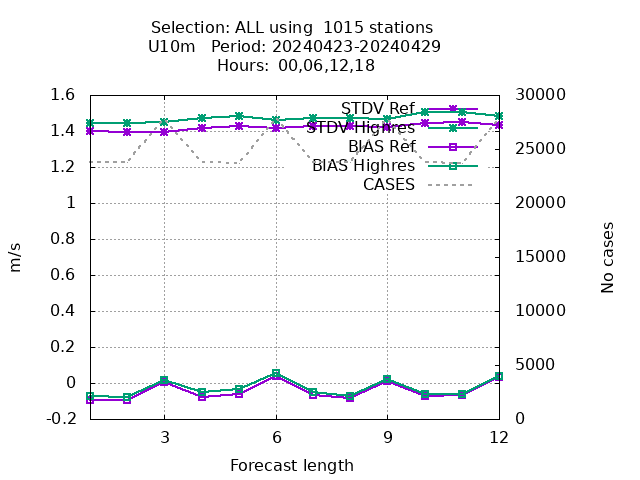 Selection: ALL using  1015 stations
U10m   Period: 20240423-20240429
Hours:  00,06,12,18
1.6
1.4
1.2
1
0.8
0.6
0.4
0.2
0
-0.2
m/s
STDV Ref
STDV Highres
BIAS Ref
BIAS Highres
CASES
30000
25000
20000
15000
10000
5000
0
No cases
3
6
9
12
Forecast length